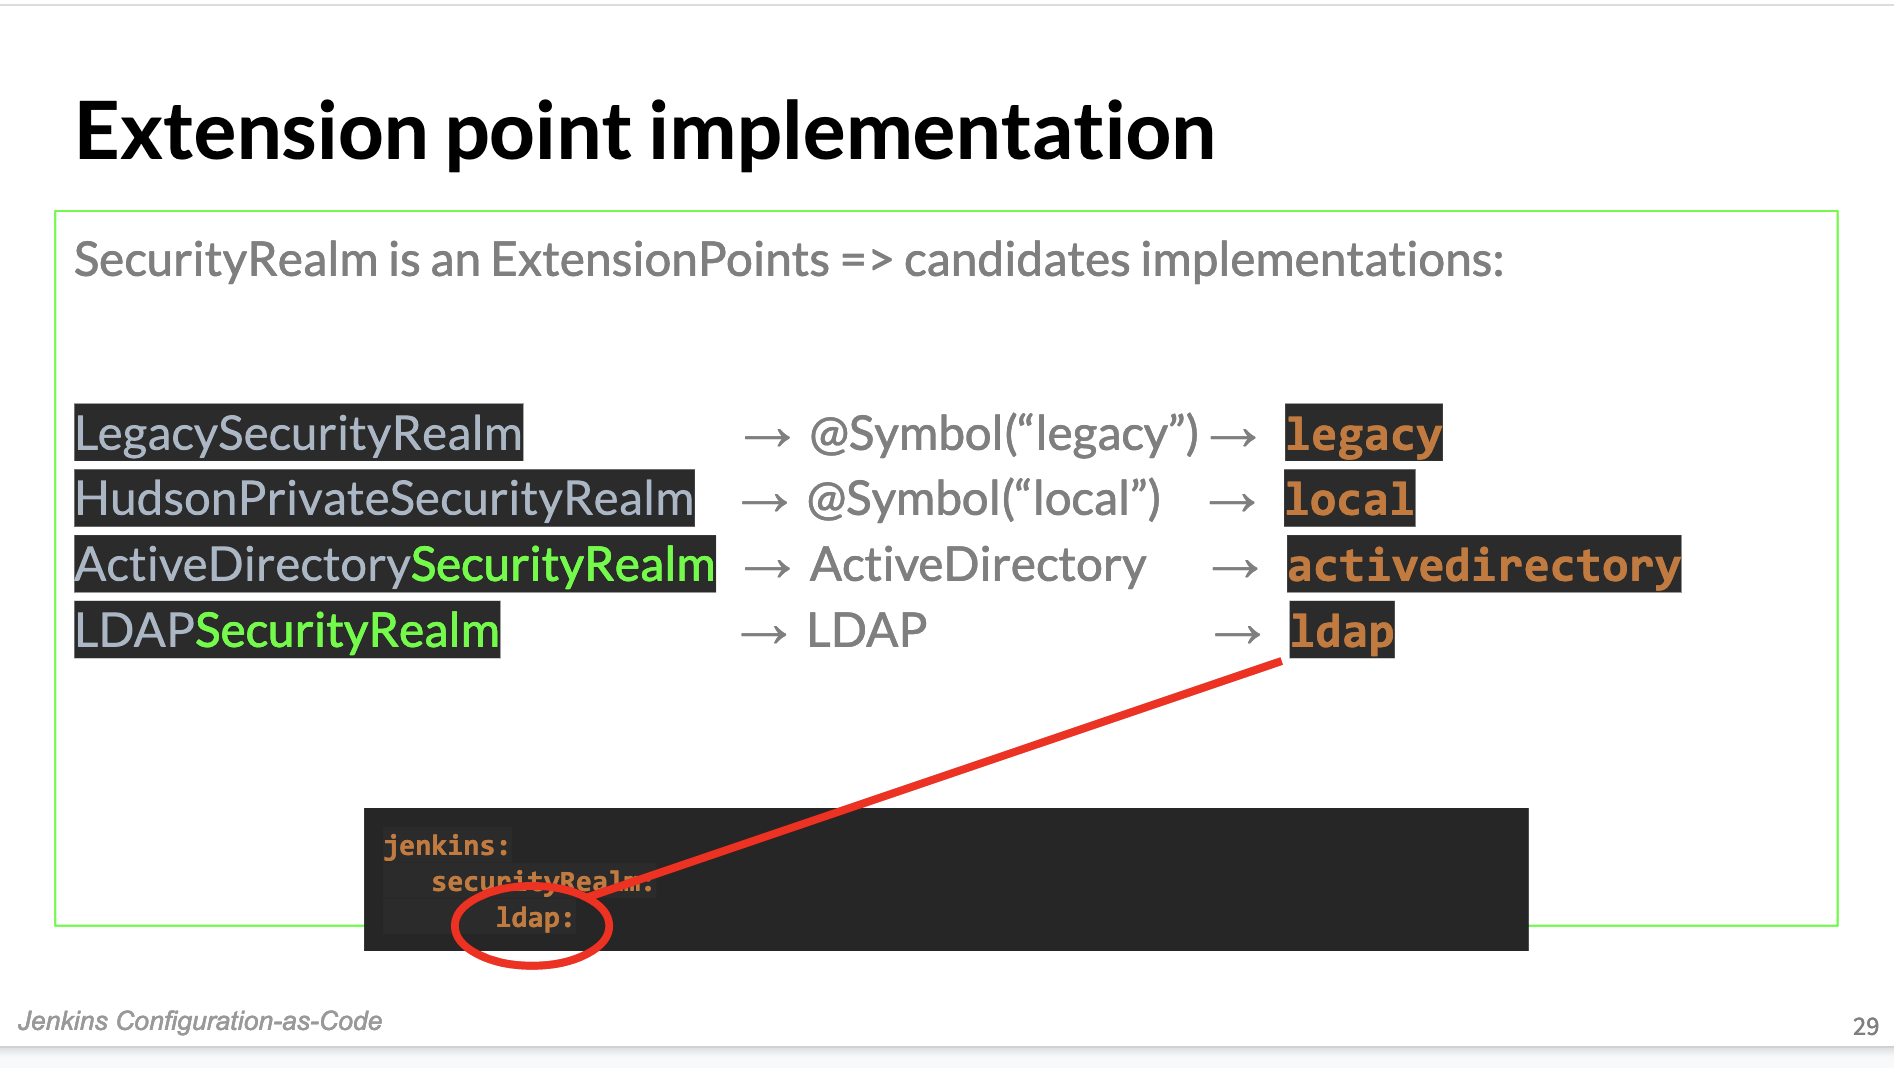 Extension point implementation
SecurityRealm is an ExtensionPoints => candidates implementations:
LegacySecurityRealm → @Symbol(“legacy”) → legacy
HudsonPrivateSecurityRealm → @Symbol(“local”) → local
ActiveDirectorySecurityRealm → ActiveDirectory → activedirectory
LDAPSecurityRealm → LDAP → ldap
jenkins:
securityRealm:
ldap:
Jenkins Configuration-as-Code
29